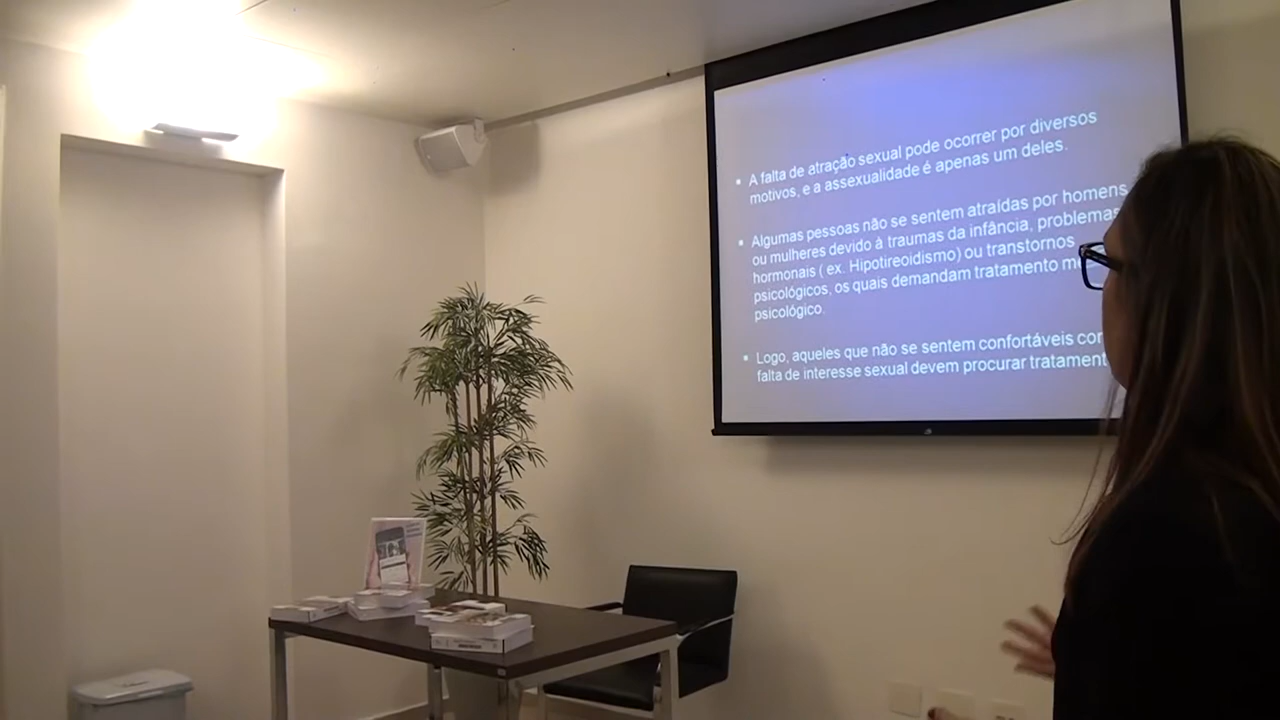 A falta de atração sexual pode ocorrer por diversos
motivos, e a assexualidade é apenas um deles.
Algumas pessoas não se sentem atraídas por homens
ou mulheres devido à traumas da infância, problemas
hormonais ( ex. Hipotireoidismo) ou transtornos
psicológicos, os quais demandam tratamento
psicológico.
Logo, aqueles que não se sentem confortáveis
falta de interesse sexual devem procurar